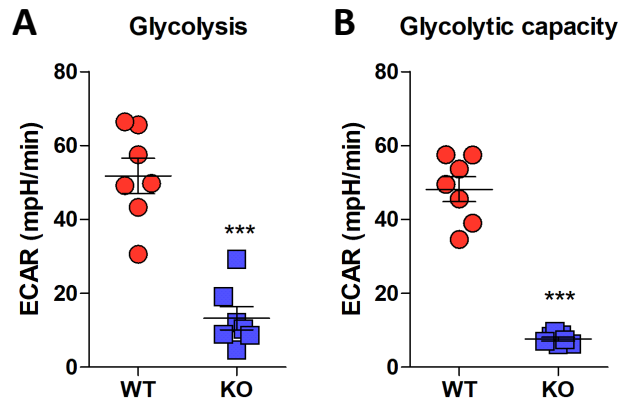 A
Glycolysis
ECAR (mpH/min)
80
60
40
20
0
***
WT
KO
B
Glycolytic capacity
ECAR (mpH/min)
80
60
40
20
0
***
WT
KO